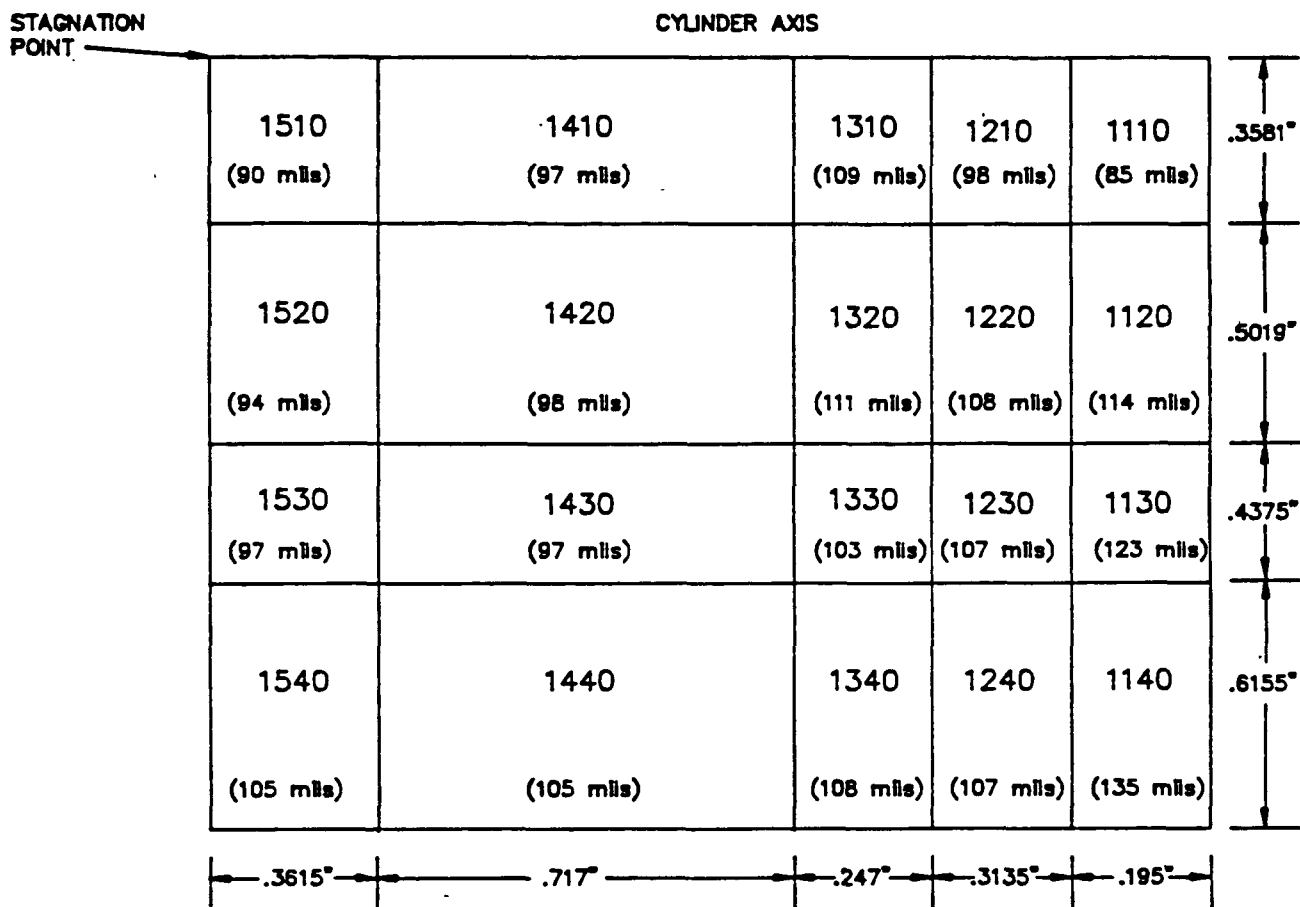 STAGNATION
POINT
CYLINDER AXIS
1510 1410 1310 1210 1110
(90 mils) (97 mils) (109 mils) (98 mils) (85 mils)
.3581"
1520 1420 1320 1220 1120
.5019"
(94 mils) (98 mils) (111 mils) (108 mils) (114 mils)
1530 1430 1330 1230 1130
.4375"
(97 mils) (97 mils) (103 mils) (107 mils) (123 mils)
1540 1440 1340 1240 1140
.6155"
(105 mils) (105 mils) (108 mils) (107 mils) (135 mils)
.3615" .717" .247" .3135" .195"